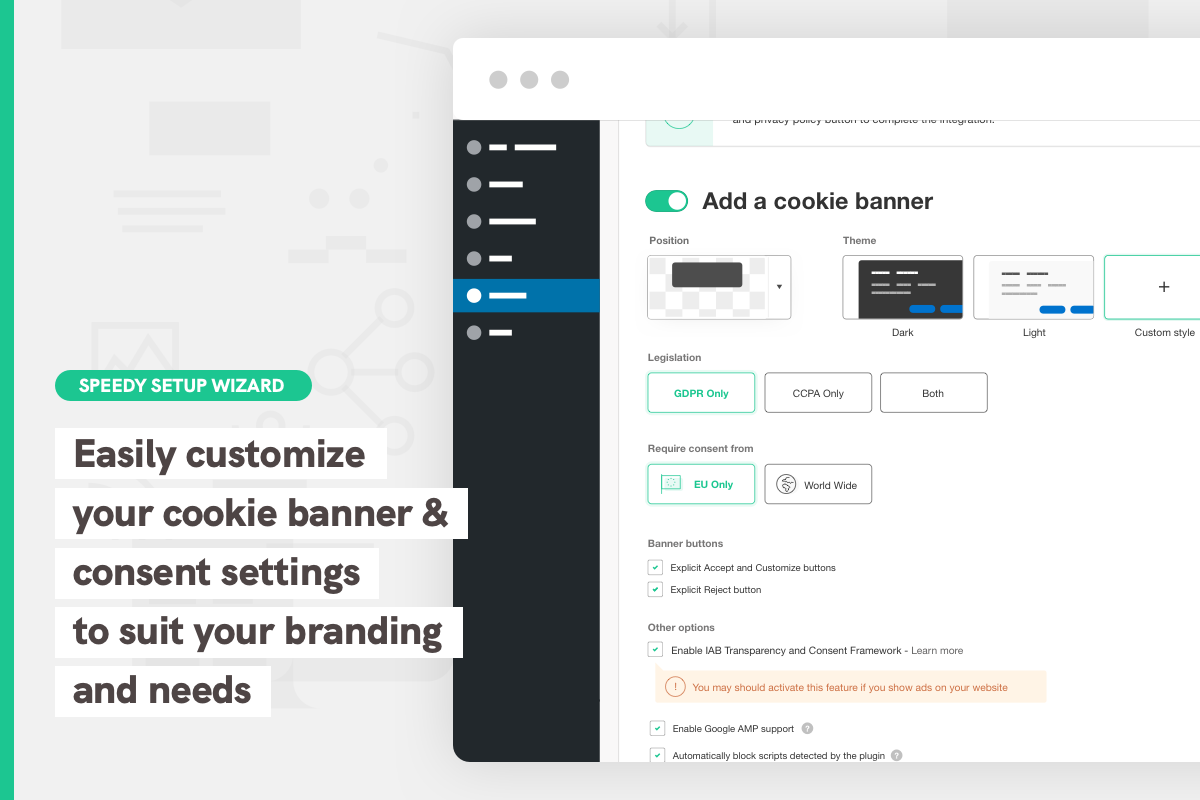 SPEEDY SETUP WIZARD
Easily customize
your cookie banner &
consent settings
to suit your branding
and needs
and privacy policy button to complete the integration.
Add a cookie banner
Position
Theme
Dark
Light
+
Custom style
Legislation
GDPR Only
CCPA Only
Both
Require consent from
EU Only
World Wide
Banner buttons
Explicit Accept and Customize buttons
Explicit Reject button
Other options
Enable IAB Transparency and Consent Framework - Learn more
! You may should activate this feature if you show ads on your website
Enable Google AMP support ?
Automatically block scripts detected by the plugin ?